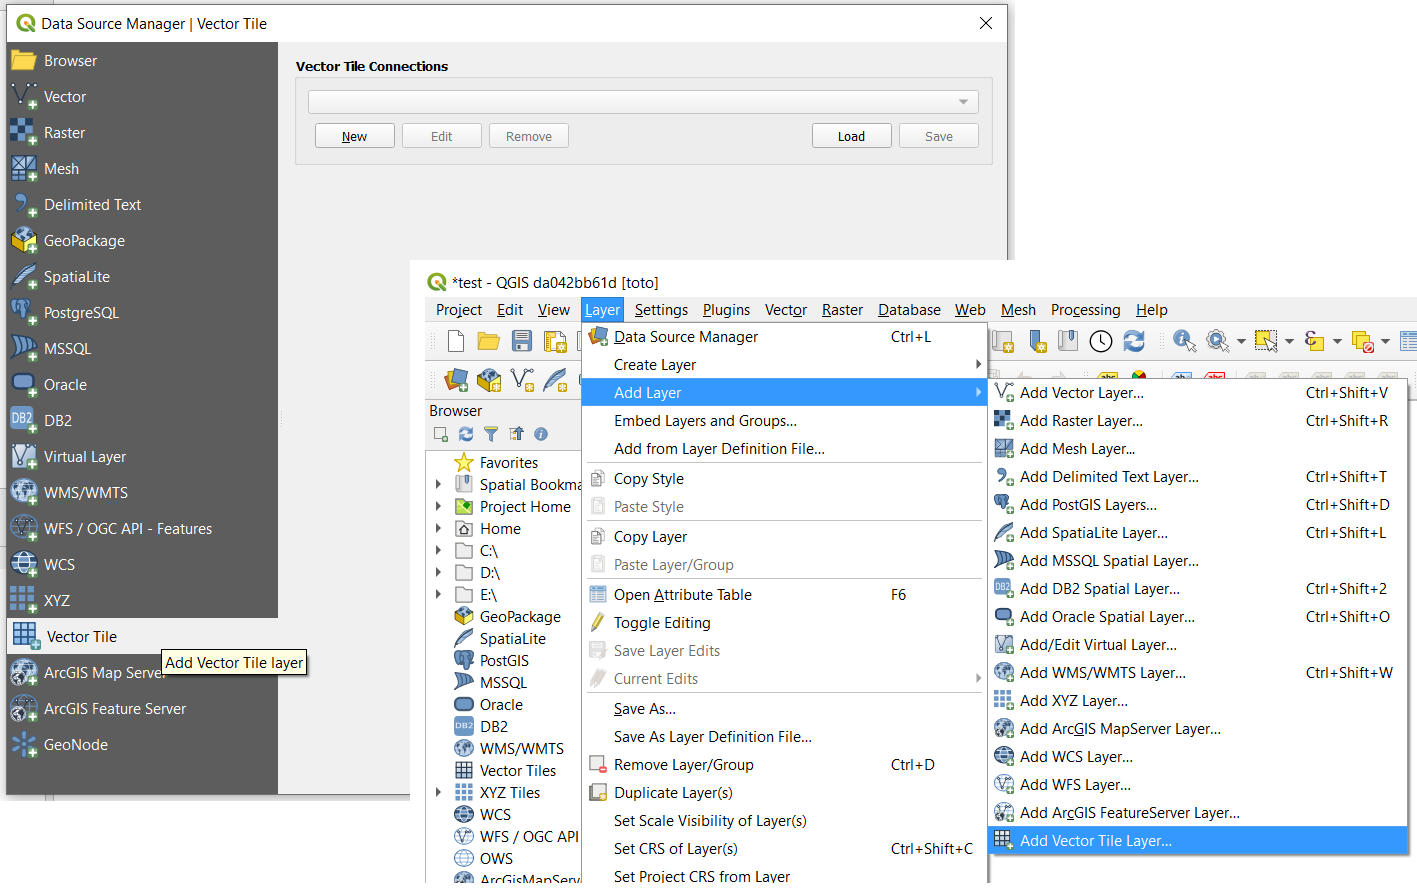 Data Source Manager | Vector Tile
Browser
Vector
Raster
Mesh
Delimited Text
GeoPackage
SpatiaLite
PostgreSQL
MSSQL
Oracle
DB2
Virtual Layer
WMS/WMTS
WFS / OGC API - Features
WCS
XYZ
Vector Tile
Add Vector Tile layer
ArcGIS Map Server
ArcGIS Feature Server
GeoNode
Vector Tile Connections
New Edit Remove Load Save
*test - QGIS da042bb61d [toto]
Project Edit View Layer Settings Plugins Vector Raster Database Web Mesh Processing Help
Browser
Favorites
Spatial Bookma
Project Home
Home
C:\
D:\
E:\
GeoPackage
SpatiaLite
PostGIS
MSSQL
Oracle
DB2
WMS/WMTS
Vector Tiles
XYZ Tiles
WCS
WFS / OGC API
OWS
ArcGisMapServ
Data Source Manager Ctrl+L
Create Layer
Add Layer
Embed Layers and Groups...
Add from Layer Definition File...
Copy Style
Paste Style
Copy Layer
Paste Layer/Group
Open Attribute Table F6
Toggle Editing
Save Layer Edits
Current Edits
Save As...
Save As Layer Definition File...
Remove Layer/Group Ctrl+D
Duplicate Layer(s)
Set Scale Visibility of Layer(s)
Set CRS of Layer(s) Ctrl+Shift+C
Set Project CRS from Layer
Add Vector Layer... Ctrl+Shift+V
Add Raster Layer... Ctrl+Shift+R
Add Mesh Layer...
Add Delimited Text Layer... Ctrl+Shift+T
Add PostGIS Layers... Ctrl+Shift+D
Add SpatiaLite Layer... Ctrl+Shift+L
Add MSSQL Spatial Layer...
Add DB2 Spatial Layer... Ctrl+Shift+2
Add Oracle Spatial Layer... Ctrl+Shift+O
Add/Edit Virtual Layer...
Add WMS/WMTS Layer... Ctrl+Shift+W
Add XYZ Layer...
Add ArcGIS MapServer Layer...
Add WCS Layer...
Add WFS Layer...
Add ArcGIS FeatureServer Layer...
Add Vector Tile Layer...